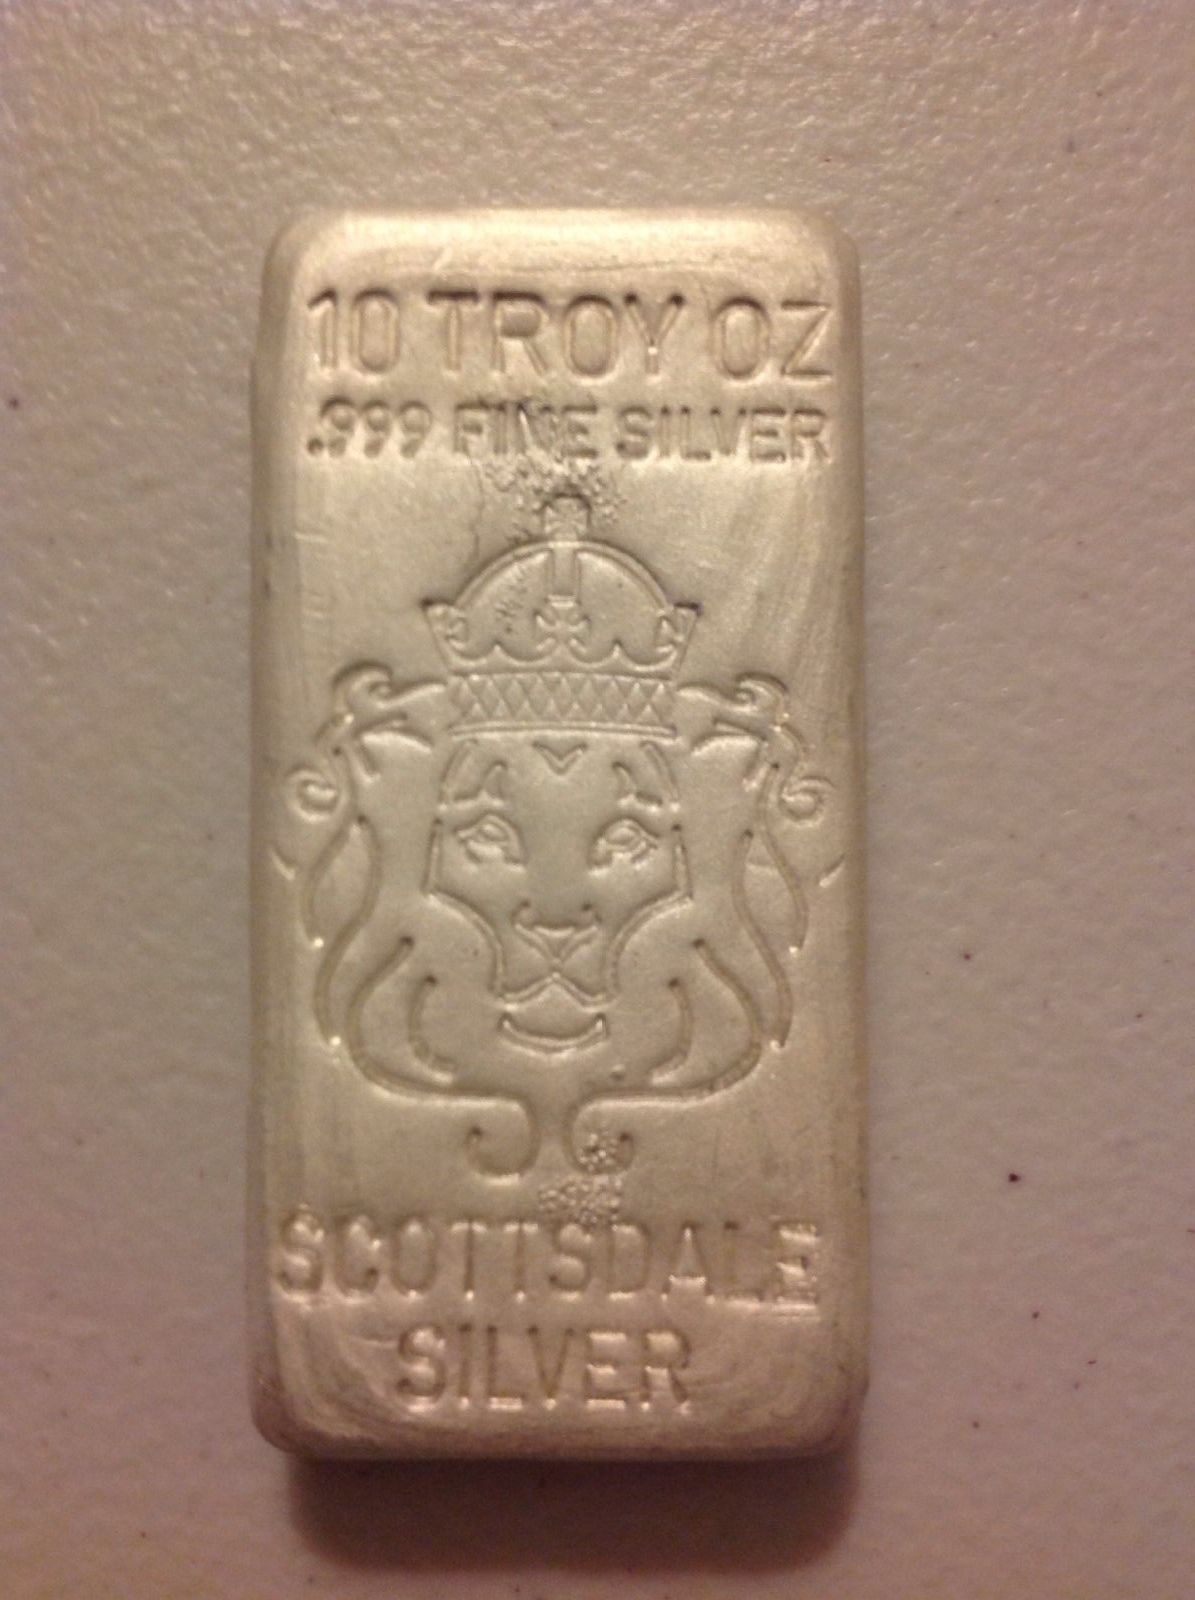 10 TROY OZ
.999 FINE SILVER
SCOTTSDALE
SILVER